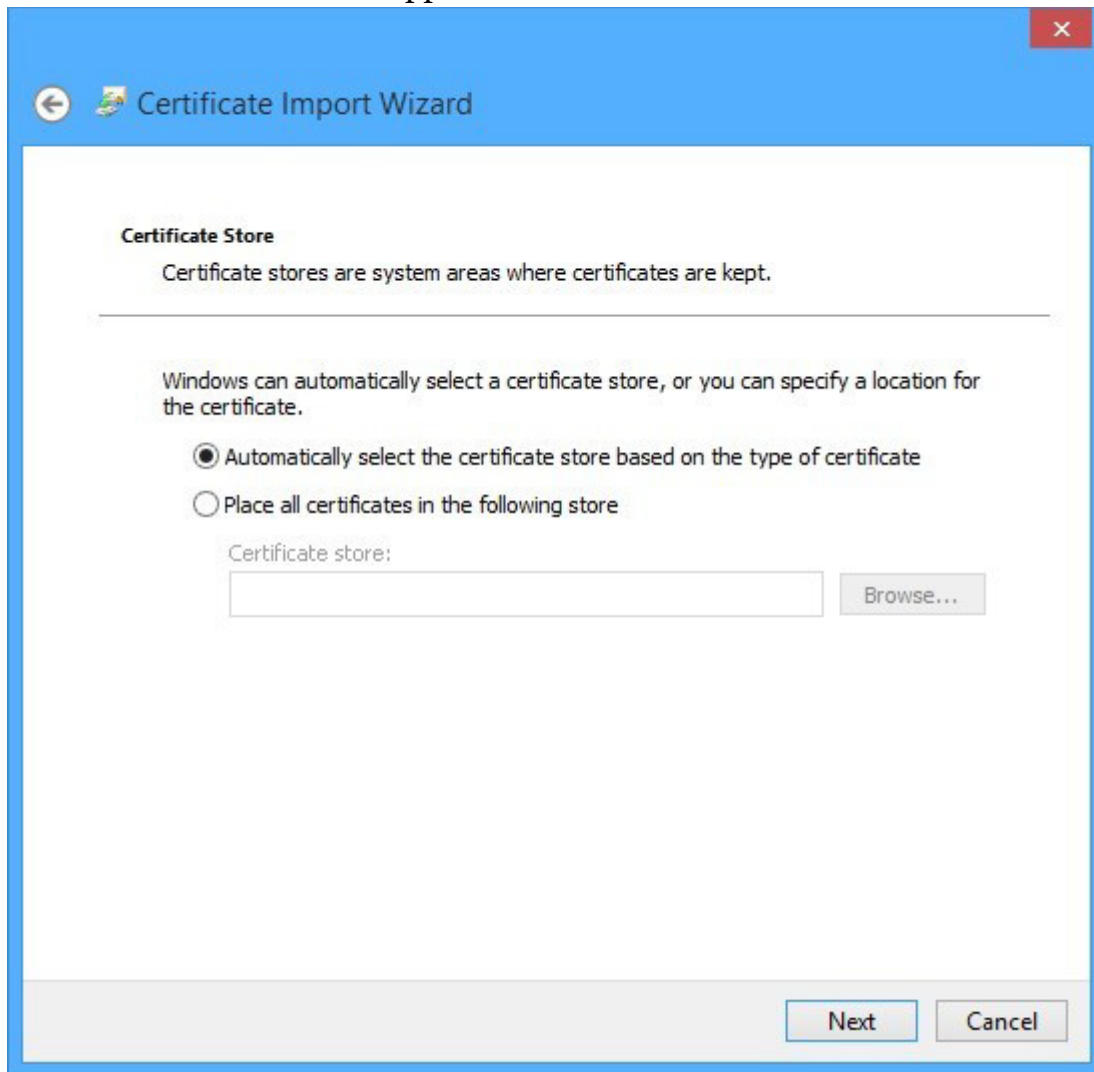 Certificate Import Wizard
Certificate Store
Certificate stores are system areas where certificates are kept.
Windows can automatically select a certificate store, or you can specify a location for
the certificate.
Automatically select the certificate store based on the type of certificate
Place all certificates in the following store
Certificate store:
Browse...
Next
Cancel